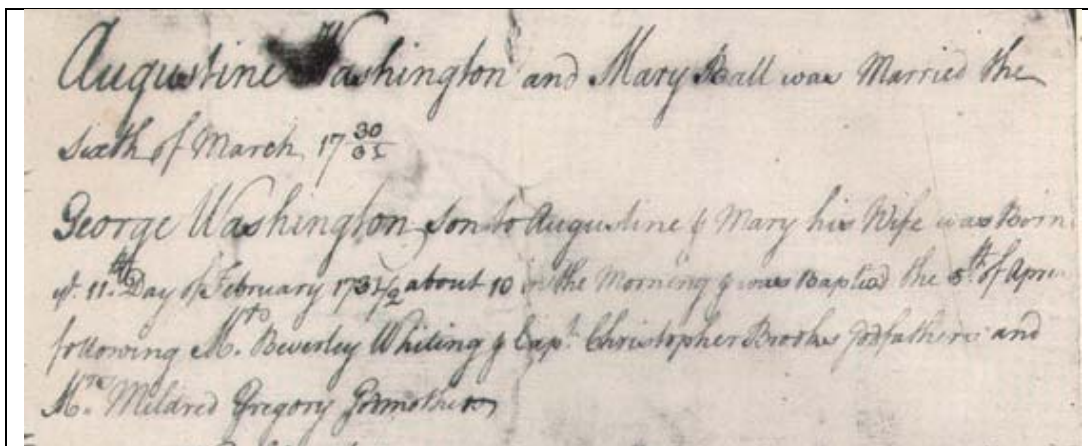 Augustine Washington and Mary Ball was Married the
Sixth of March 17 30/31
George Washington Son to Augustine & Mary his Wife was Born
ye 11th Day of February 1731/2 about 10 in the Morning & was Baptised the 5th of April
following Mr. Beverley Whiting & Capt. Christopher Brooks Godfathers and
Mrs. Mildred Gregory Godmother